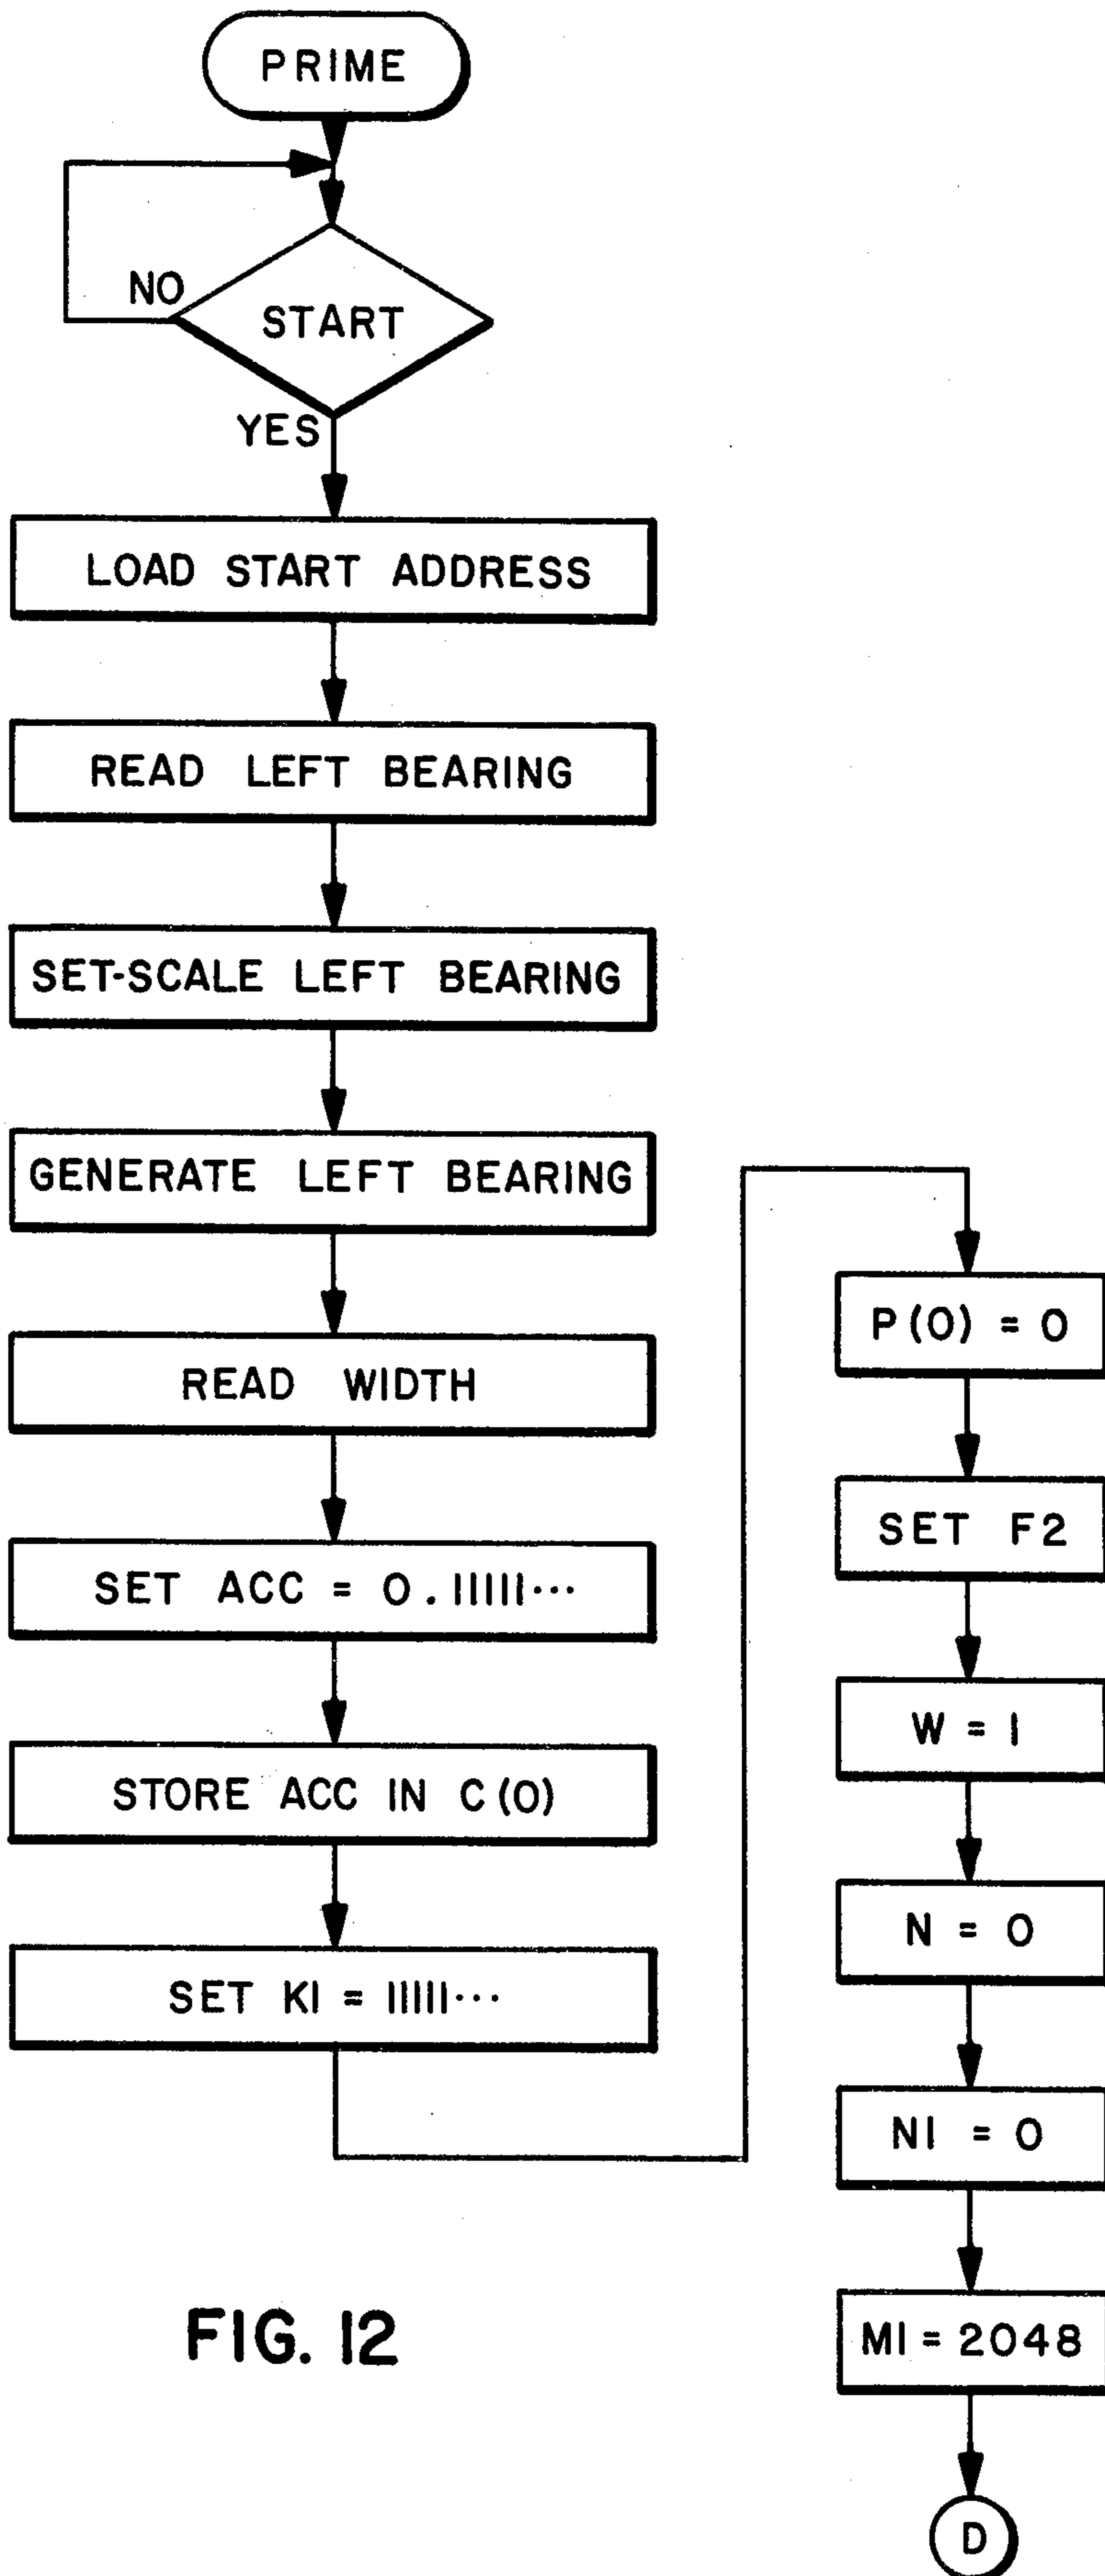 PRIME
NO
START
YES
LOAD START ADDRESS
READ LEFT BEARING
SET-SCALE LEFT BEARING
GENERATE LEFT BEARING
READ WIDTH
SET ACC = 0.11111...
STORE ACC IN C(0)
SET K1 = 11111...
P(0) = 0
SET F2
W = 1
N = 0
N1 = 0
M1 = 2048
D
FIG. 12